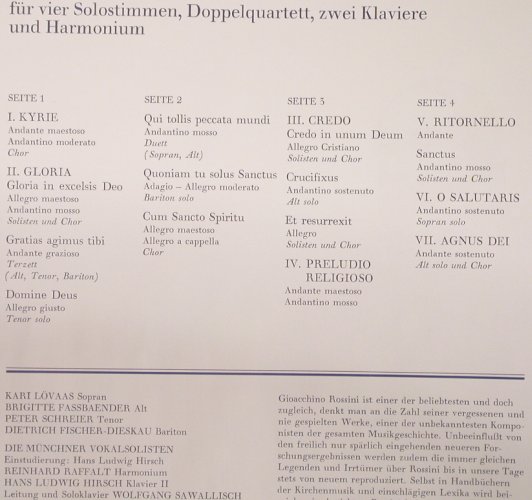 für vier Solostimmen, Doppelquartett, zwei Klaviere
und Harmonium
SEITE 1
I. KYRIE
Andante maestoso
Andantino moderato
Chor
II. GLORIA
Gloria in excelsis Deo
Allegro maestoso
Andantino mosso
Solisten und Chor
Gratias agimus tibi
Andante grazioso
Terzett
(Alt, Tenor, Bariton)
Domine Deus
Allegro giusto
Tenor solo
SEITE 2
Qui tollis peccata mundi
Andantino mosso
Duett
(Sopran, Alt)
Quoniam tu solus Sanctus
Adagio – Allegro moderato
Bariton solo
Cum Sancto Spiritu
Allegro maestoso
Allegro a cappella
Chor
SEITE 3
III. CREDO
Credo in unum Deum
Allegro Cristiano
Solisten und Chor
Crucifixus
Andantino sostenuto
Alt solo
Et resurrexit
Allegro
Solisten und Chor
IV. PRELUDIO
RELIGIOSO
Andante maestoso
Andantino mosso
SEITE 4
V. RITORNELLO
Andante
Sanctus
Andantino mosso
Solisten und Chor
VI. O SALUTARIS
Andantino sostenuto
Sopran solo
VII. AGNUS DEI
Andante sostenuto
Alt solo und Chor
KARI LÖVAAS Sopran
BRIGITTE FASSBAENDER Alt
PETER SCHREIER Tenor
DIETRICH FISCHER-DIESKAU Bariton
DIE MÜNCHNER VOKALSOLISTEN
Einstudierung: Hans Ludwig Hirsch
REINHARD RAFFALT Harmonium
HANS LUDWIG HIRSCH Klavier II
Leitung und Soloklavier WOLFGANG SAWALLISCH
Gioacchino Rossini ist einer der beliebtesten und doch
zugleich, denkt man an die Zahl seiner vergessenen und
nie gespielten Werke, einer der unbekanntesten Kompo-
nisten der gesamten Musikgeschichte. Unbeeinflußt von
den freilich nur spärlich eingehenden neueren For-
schungsergebnissen werden zudem die immer gleichen
Legenden und Irrtümer über Rossini bis in unsere Tage
stets von neuem reproduziert. Selbst in Handbüchern
der Kirchenmusik und einschlägigen Lexika wird bei